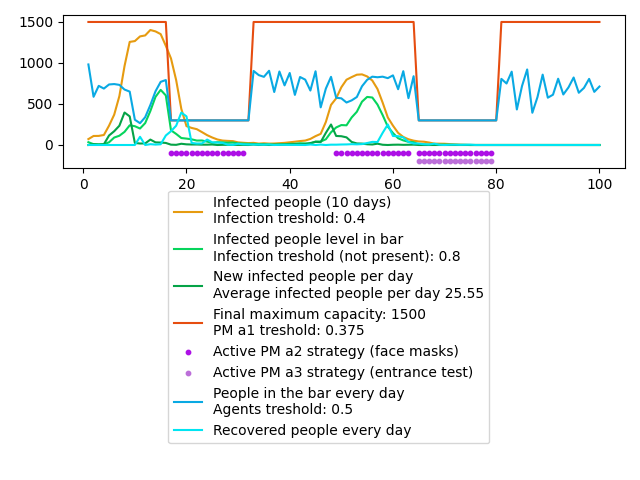 1500
1000
500
0
0
20
40
60
80
100
Infected people (10 days)
Infection treshold: 0.4
Infected people level in bar
Infection treshold (not present): 0.8
New infected people per day
Average infected people per day 25.55
Final maximum capacity: 1500
PM a1 treshold: 0.375
Active PM a2 strategy (face masks)
Active PM a3 strategy (entrance test)
People in the bar every day
Agents treshold: 0.5
Recovered people every day